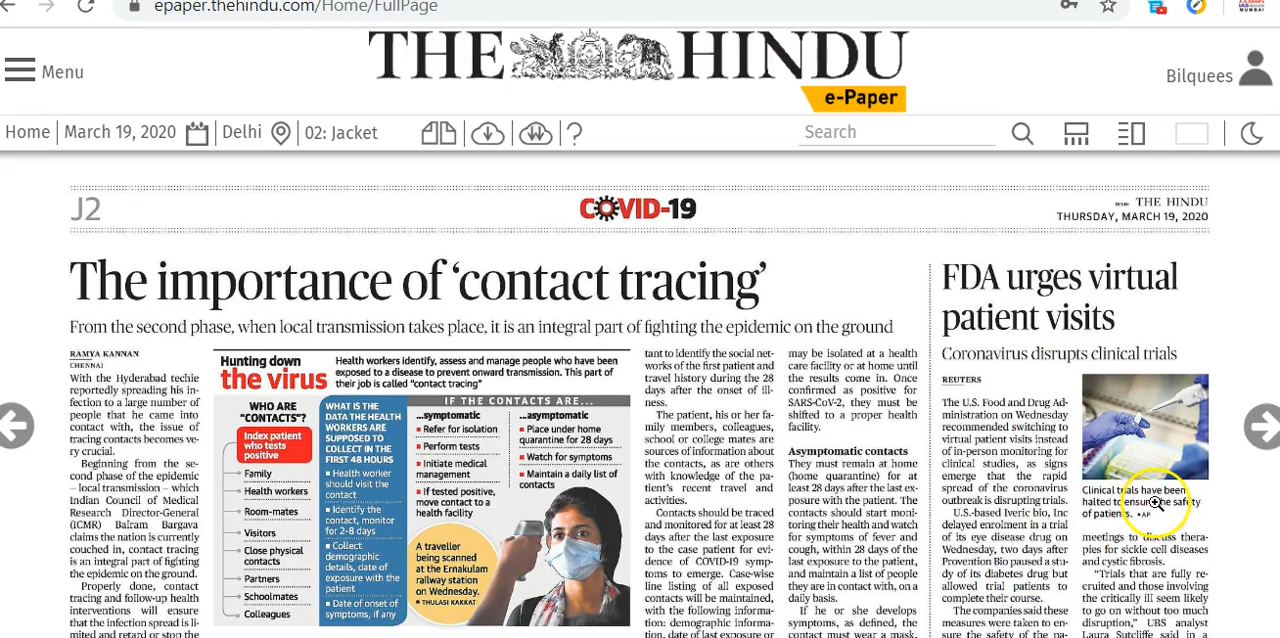 epaper.thehindu.com/Home/FullPage
Menu
THE HINDU
e-Paper
Bilquees
Home
March 19, 2020
Delhi
02: Jacket
?
Search
J2
COVID-19
THE HINDU
THURSDAY, MARCH 19, 2020
The importance of ‘contact tracing’
From the second phase, when local transmission takes place, it is an integral part of fighting the epidemic on the ground
RAMYA KANNAN
CHENNAI
With the Hyderabad techie
reportedly spreading his in-
fection to a large number of
people that he came into
contact with, the issue of
tracing contacts becomes ve-
ry crucial.
Beginning from the se-
cond phase of the epidemic
– local transmission – which
Indian Council of Medical
Research Director-General
(ICMR) Balram Bargava
claims the nation is currently
couched in, contact tracing
is an integral part of fighting
the epidemic on the ground.
Properly done, contact
tracing and follow-up health
interventions will ensure
that the infection spread is li-
mited and retard or stop the
Hunting down
the virus
Health workers identify, assess and manage people who have been
exposed to a disease to prevent onward transmission. This part of
their job is called "contact tracing"
WHO ARE
"CONTACTS"?
Index patient
who tests
positive
Family
Health workers
Room-mates
Visitors
Close physical
contacts
Partners
Schoolmates
Colleagues
WHAT IS THE
DATA THE HEALTH
WORKERS ARE
SUPPOSED TO
COLLECT IN THE
FIRST 48 HOURS
Health worker
should visit the
contact
Identify the
contact, monitor
for 2-8 days
Collect
demographic
details, date of
exposure with the
patient
Date of onset of
symptoms, if any
IF THE CONTACTS ARE...
...symptomatic
Refer for isolation
Perform tests
Initiate medical
management
If tested positive,
move contact to a
health facility
...asymptomatic
Place under home
quarantine for 28 days
Watch for symptoms
Maintain a daily list of
contacts
A traveller
being scanned
at the Ernakulam
railway station
on Wednesday.
THULASI KAKKAT
tant to identify the social net-
works of the first patient and
travel history during the 28
days after the onset of ill-
ness.
The patient, his or her fa-
mily members, colleagues,
school or college mates are
sources of information about
the contacts, as are others
with knowledge of the pa-
tient's recent travel and
activities.
Contacts should be traced
and monitored for at least 28
days after the last exposure
to the case patient for evi-
dence of COVID symp-
toms to emerge. Case-wise
line listing of all exposed
contacts will be maintained,
with the following informa-
tion: demographic informa-
tion, date of last exposure or
may be isolated at a health
care facility or at home until
the results come in. Once
confirmed as positive for
SARS-CoV-2, they must be
shifted to a proper health
facility.
Asymptomatic contacts
They must remain at home
(home quarantine) for at
least 28 days after the last ex-
posure with the patient. The
contacts should start moni-
toring their health and watch
for symptoms of fever and
cough, within 28 days of the
last exposure to the patient,
and maintain a list of people
they are in contact with, on a
daily basis.
If he or she develops
symptoms, as defined, the
contact must wear a mask,
FDA urges virtual
patient visits
Coronavirus disrupts clinical trials
REUTERS
The U.S. Food and Drug Ad-
ministration on Wednesday
recommended switching to
virtual patient visits instead
of in-person monitoring for
clinical studies, as signs
emerge that the rapid
spread of the coronavirus
outbreak is disrupting trials.
U.S.-based Iveric bio, Inc
delayed enrolment in a trial
of its eye disease drug on
Wednesday, two days after
Provention Bio paused a stu-
dy of its diabetes drug but
allowed trial patients to
complete their course.
The companies said these
measures were taken to en-
sure the safety of the pa-
Clinical trials have been
halted to ensure the safety
of patients. AP
meetings to discuss thera-
pies for sickle cell diseases
and cystic fibrosis.
“Trials that are fully re-
cruited and those involving
the critically ill seem likely
to go on without too much
disruption,” UBS analyst
Laura Sutcliffe said in